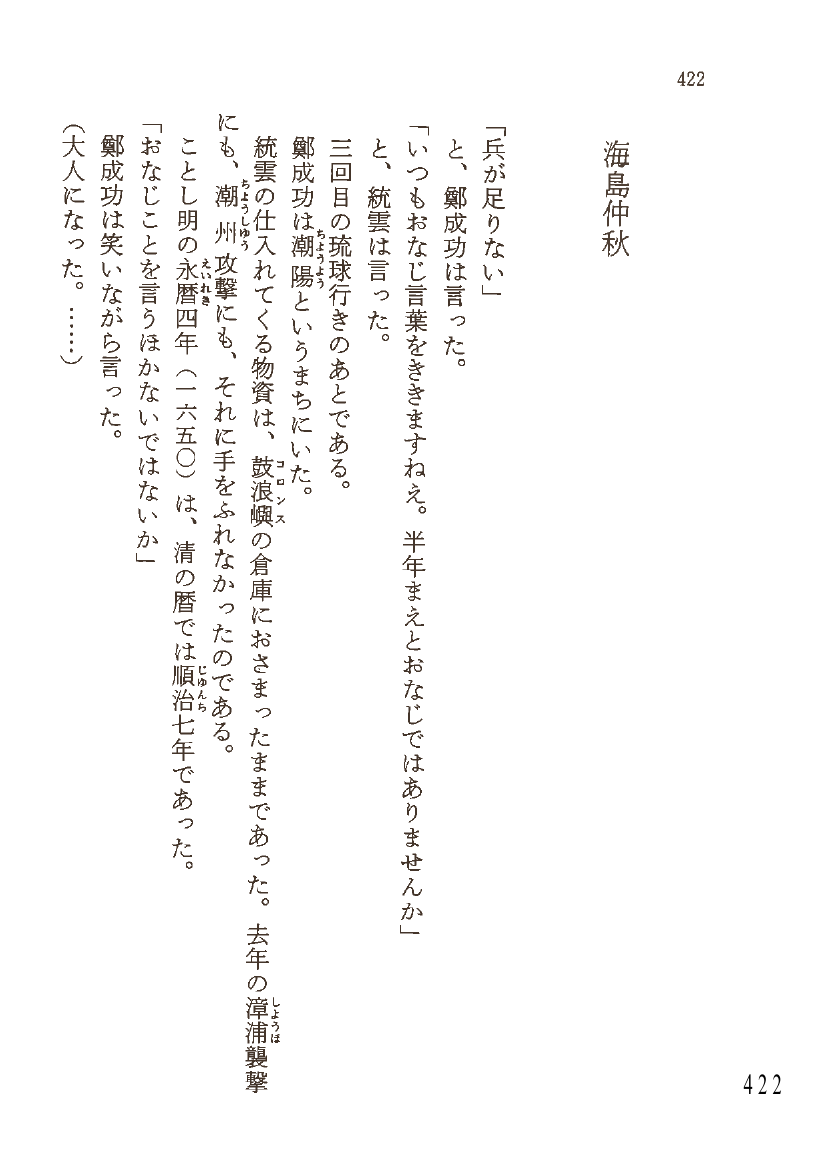 422
海島仲秋
「兵が足りない」
と、鄭成功は言った。
「いつもおなじ言葉をききますねえ。半年まえとおなじではありませんか」
と、統雲は言った。
三回目の琉球行きのあとである。
鄭成功は潮陽というまちにいた。
統雲の仕入れてくる物資は、鼓浪嶼の倉庫におさまったままであった。去年の漳浦襲撃
にも、潮州攻撃にも、それに手をふれなかったのである。
ことし明の永暦四年（一六五〇）は、清の暦では順治七年であった。
「おなじことを言うほかないではないか」
鄭成功は笑いながら言った。
（大人になった。……）
422